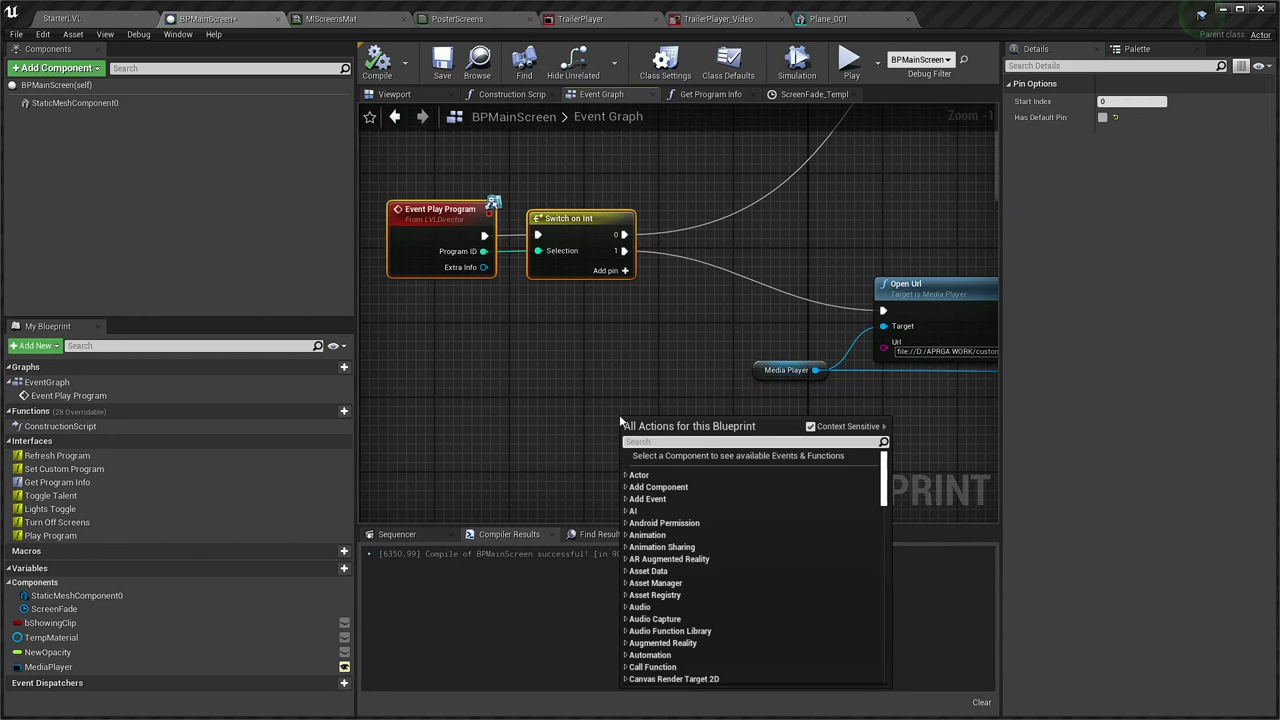 StarterLVL
BPMainScreen*
MIScreensMat
PosterScreens
TrailerPlayer
TrailerPlayer_Video
Plane_001
File Edit Asset View Debug Window Help
Parent class: Actor
Components
+ Add Component
Search
BPMainScreen(self)
StaticMeshComponent0
Compile
Save
Browse
Find
Hide Unrelated
Class Settings
Class Defaults
Simulation
Play
BPMainScreen
Debug Filter
Viewport
Construction Scrip
Event Graph
Get Program Info
ScreenFade_Templ
BPMainScreen > Event Graph
Zoom -1
Event Play Program
From LVLDirector
Program ID
Extra Info
Switch on Int
0
Selection
1
Add pin
Open Url
Target is Media Player
Target
Url
file://D:/APRGA WORK/custom
Media Player
All Actions for this Blueprint
Context Sensitive
Search
Select a Component to see available Events & Functions
Actor
Add Component
Add Event
AI
Android Permission
Animation
Animation Sharing
AR Augmented Reality
Asset Data
Asset Manager
Asset Registry
Audio
Audio Capture
Audio Function Library
Augmented Reality
Automation
Call Function
Canvas Render Target 2D
PRINT
Details
Palette
Search Details
Pin Options
Start Index
0
Has Default Pin
My Blueprint
+ Add New
Search
Graphs
EventGraph
Event Play Program
Functions (28 Overridable)
ConstructionScript
Interfaces
Refresh Program
Set Custom Program
Get Program Info
Toggle Talent
Lights Toggle
Turn Off Screens
Play Program
Macros
Variables
Components
StaticMeshComponent0
ScreenFade
bShowingClip
TempMaterial
NewOpacity
MediaPlayer
Event Dispatchers
Sequencer
Compiler Results
Find Resul
[6350.99] Compile of BPMainScreen successful! [in 90
Clear